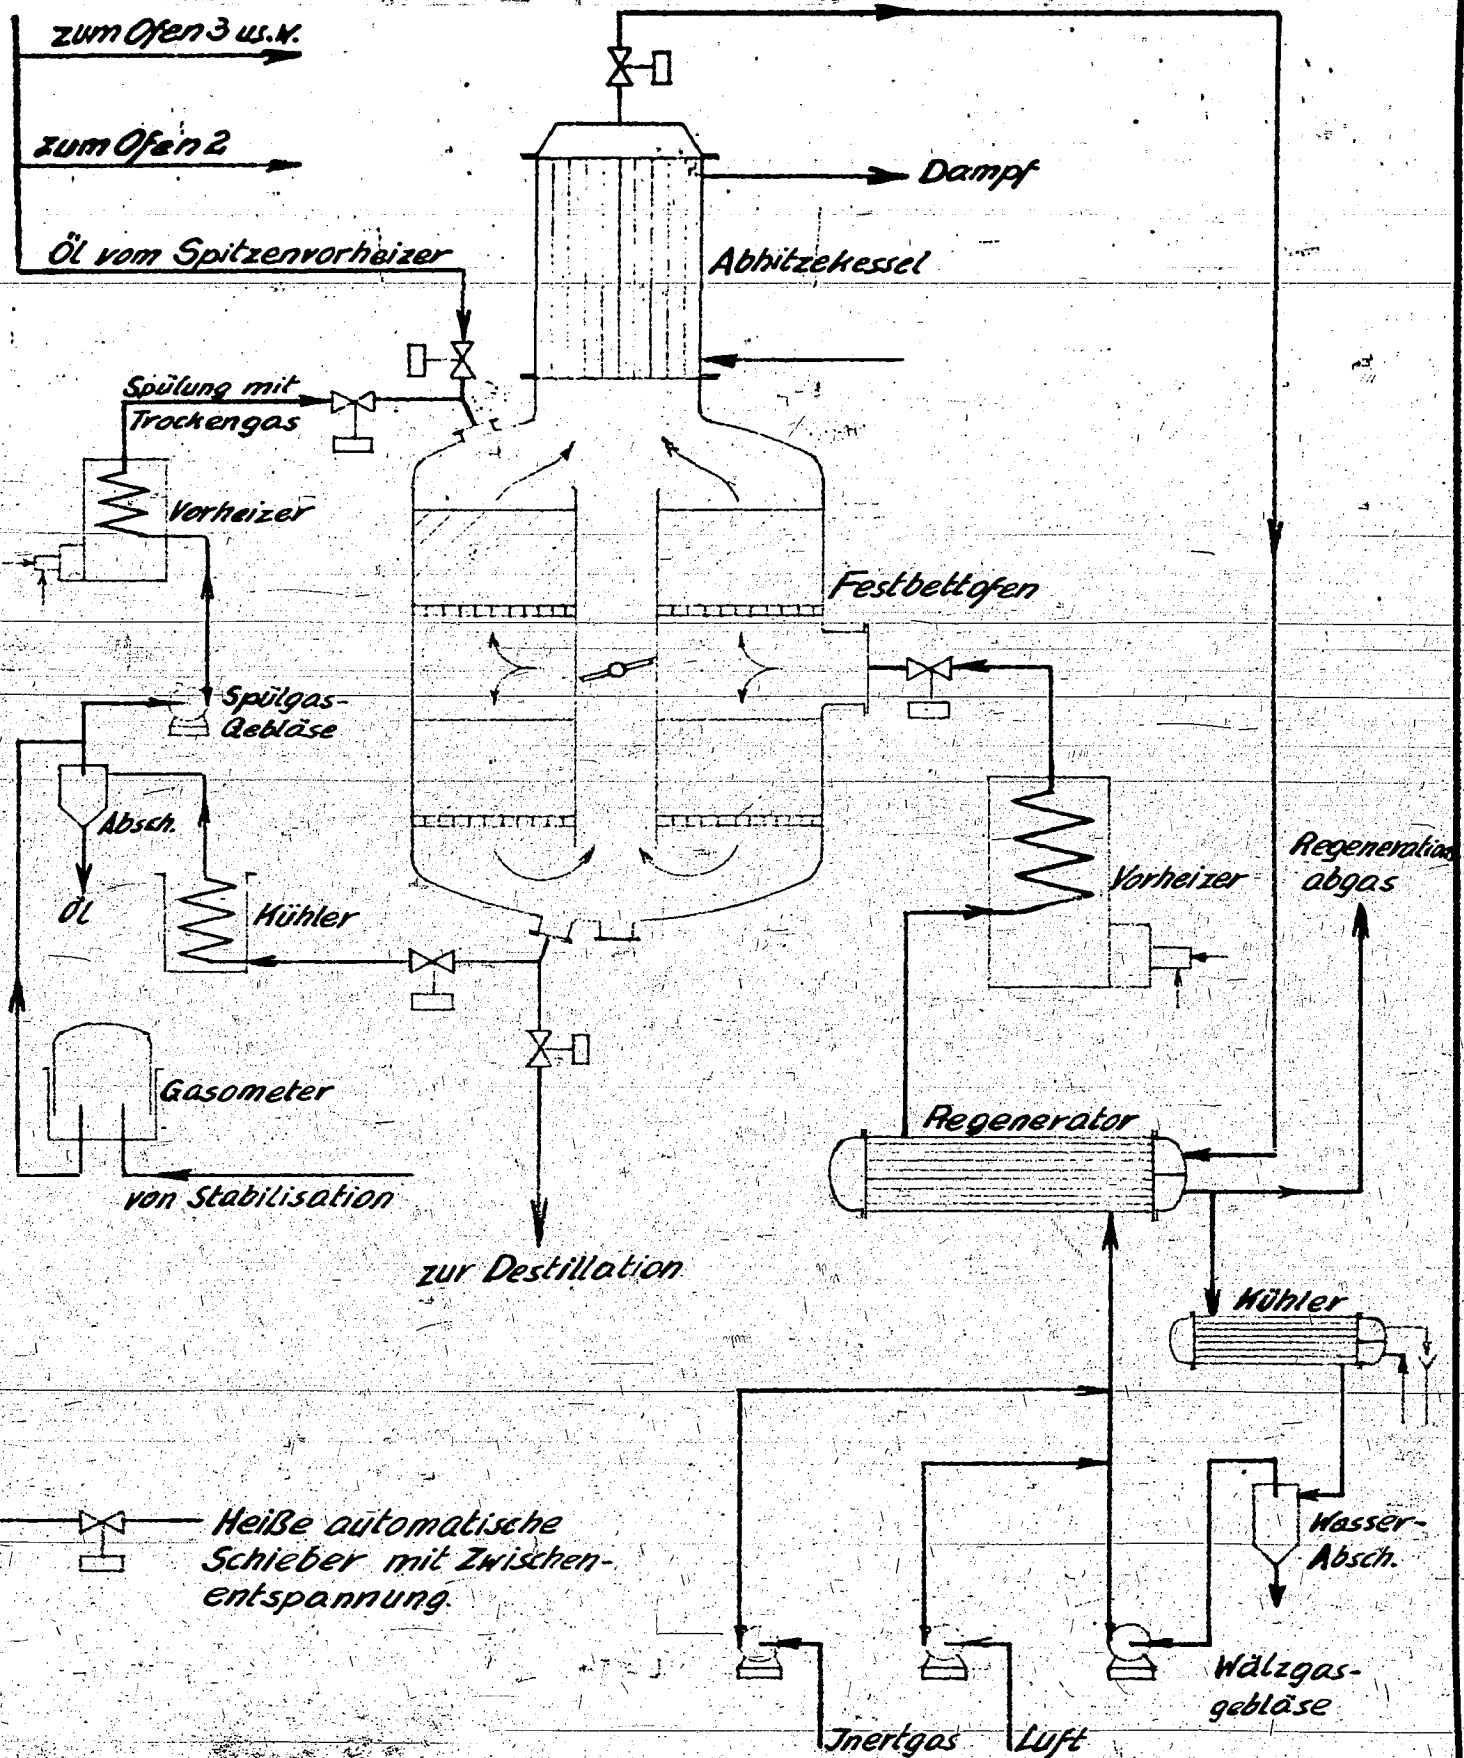 zum Ofen 3 us.w.
zum Ofen 2
Dampf
Öl vom Spitzenvorheizer
Abhitzekessel
Spülung mit
Trockengas
Vorheizer
Festbettofen
Spülgas-
Gebläse
Absch.
Öl
Kühler
Vorheizer
Regenerations
abgas
Gasometer
von Stabilisation
Regenerator
zur Destillation
Kühler
Heiße automatische
Schieber mit Zwischen-
entspannung.
Wasser-
Absch.
Wälzgas-
gebläse
Jnertgas
Luft